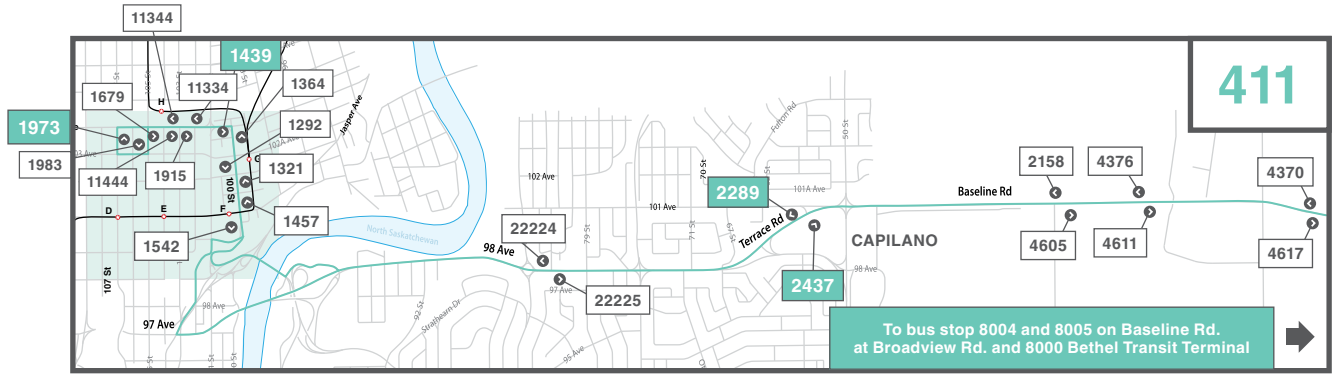 11344
1439
411
1679
11334
1364
H
Jasper Ave
Fulton Rd
50 St
1973
1292
102A Ave
1983
11444
1915
1321
100 St
102 Ave
70 St
101A Ave
2289
Baseline Rd
2158
4376
4370
D
E
F
1457
101 Ave
Terrace Rd
67 St
71 St
79 St
1542
North Saskatchewan
98 Ave
22224
CAPILANO
4605
4611
4617
107 St
98 Ave
97 Ave
22225
2437
98 Ave
97 Ave
92 St
Strathearn Dr
95 Ave
To bus stop 8004 and 8005 on Baseline Rd.
at Broadview Rd. and 8000 Bethel Transit Terminal